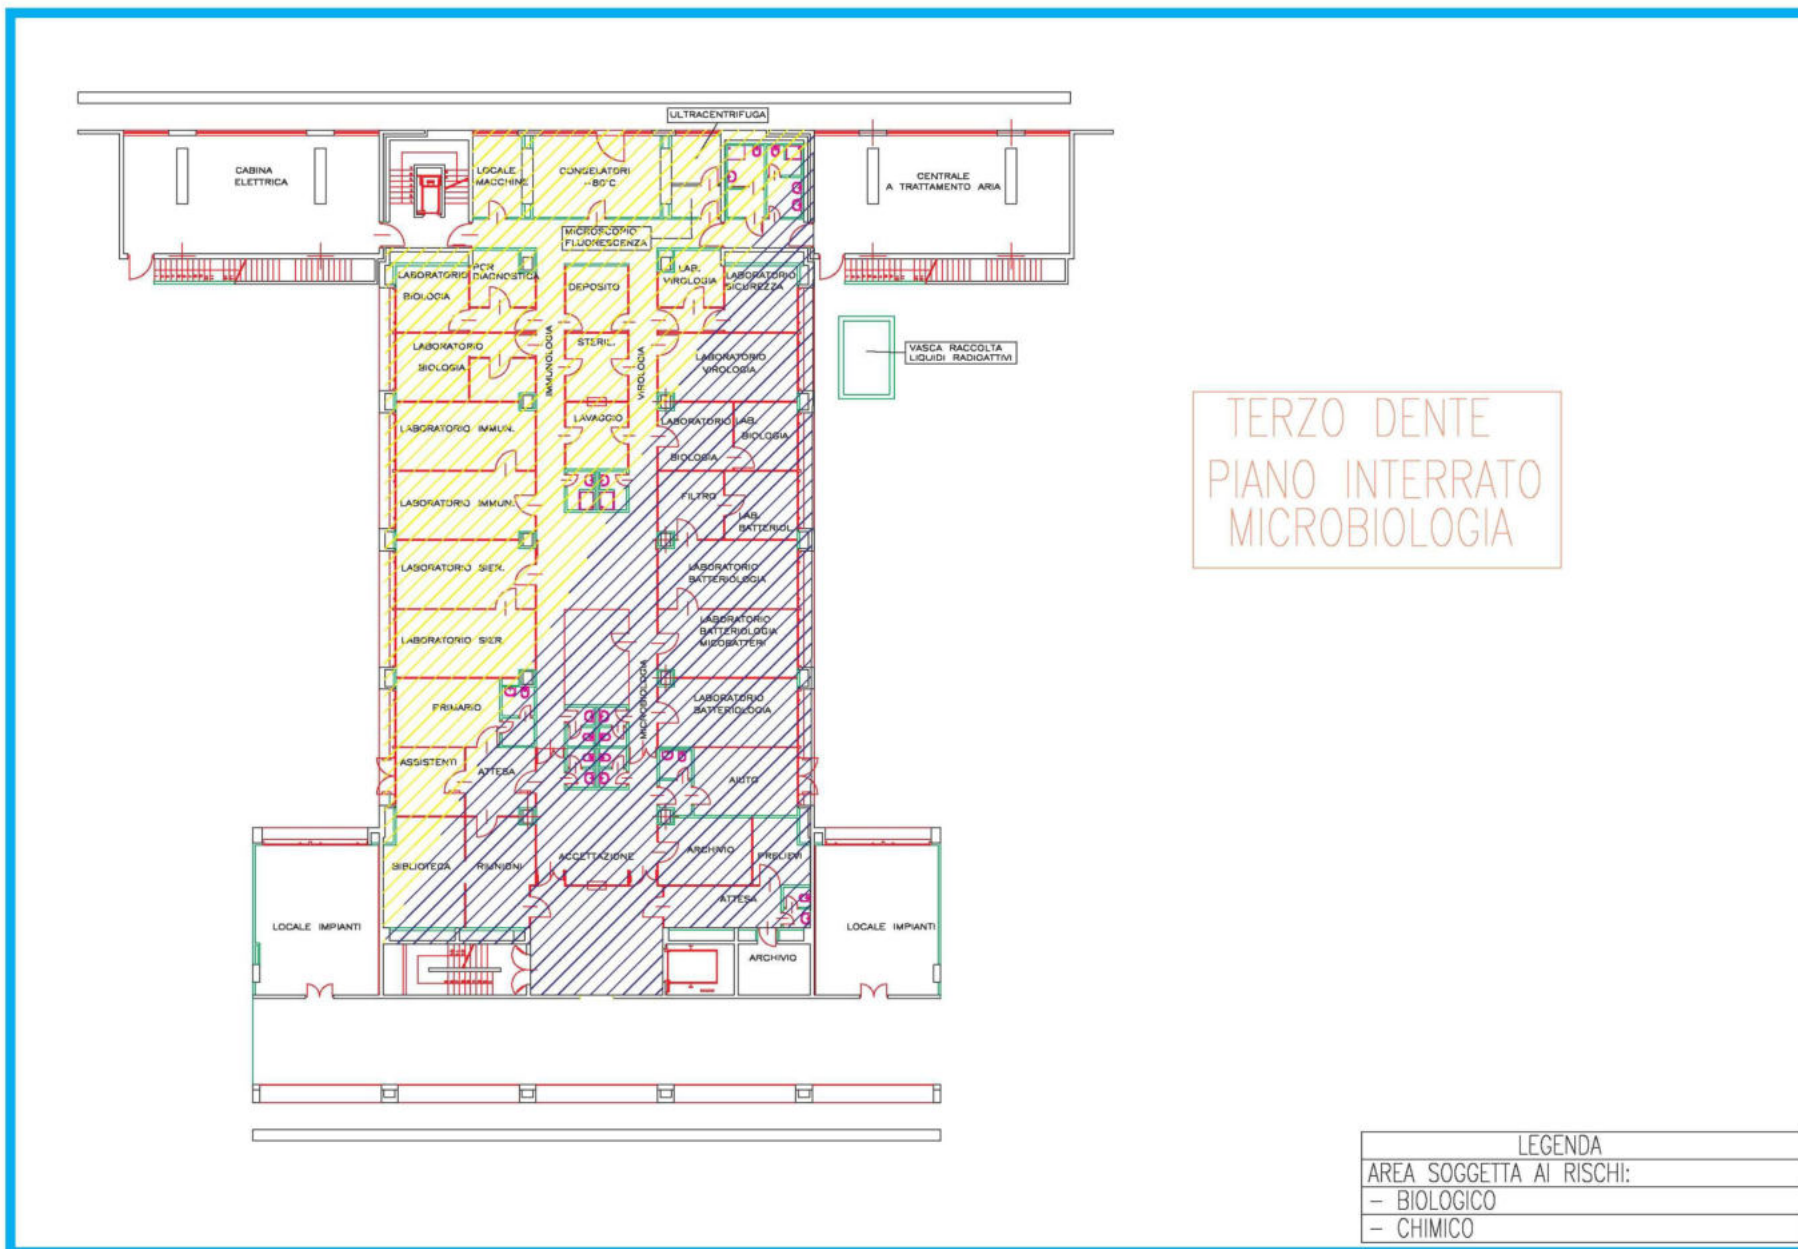 ULTRACENTRIFUGA
CABINA
ELETTRICA
LOCALE
MACCHINE
CONGELATORI
-80°C
CENTRALE
A TRATTAMENTO ARIA
MICROSCOPIO
FLUORESCENZA
LABORATORIO
BIOLOGIA
PCR
DIAGNOSTICA
DEPOSITO
LAB.
VIROLOGIA
LABORATORIO
SICUREZZA
LABORATORIO
BIOLOGIA
IMMUNOLOGIA
STERIL.
VIROLOGIA
LABORATORIO
VIROLOGIA
VASCA RACCOLTA
LIQUIDI RADIOATTIVI
LABORATORIO IMMUN.
LAVAGGIO
LABORATORIO
BIOLOGIA
LAB.
BIOLOGIA
TERZO DENTE
PIANO INTERRATO
MICROBIOLOGIA
LABORATORIO IMMUN.
FILTRO
LAB.
BATTERIOL.
LABORATORIO SIER.
LABORATORIO
BATTERIOLOGIA
LABORATORIO SIER.
LABORATORIO
BATTERIOLOGIA
MICOBATTERI
PRIMARIO
MICROBIOLOGIA
LABORATORIO
BATTERIOLOGIA
ASSISTENTI
ATTESA
AIUTO
BIBLIOTECA
RIUNIONI
ACCETTAZIONE
ARCHIVIO
PRELIEVI
ATTESA
LOCALE IMPIANTI
LOCALE IMPIANTI
ARCHIVIO
LEGENDA
AREA SOGGETTA AI RISCHI:
- BIOLOGICO
- CHIMICO